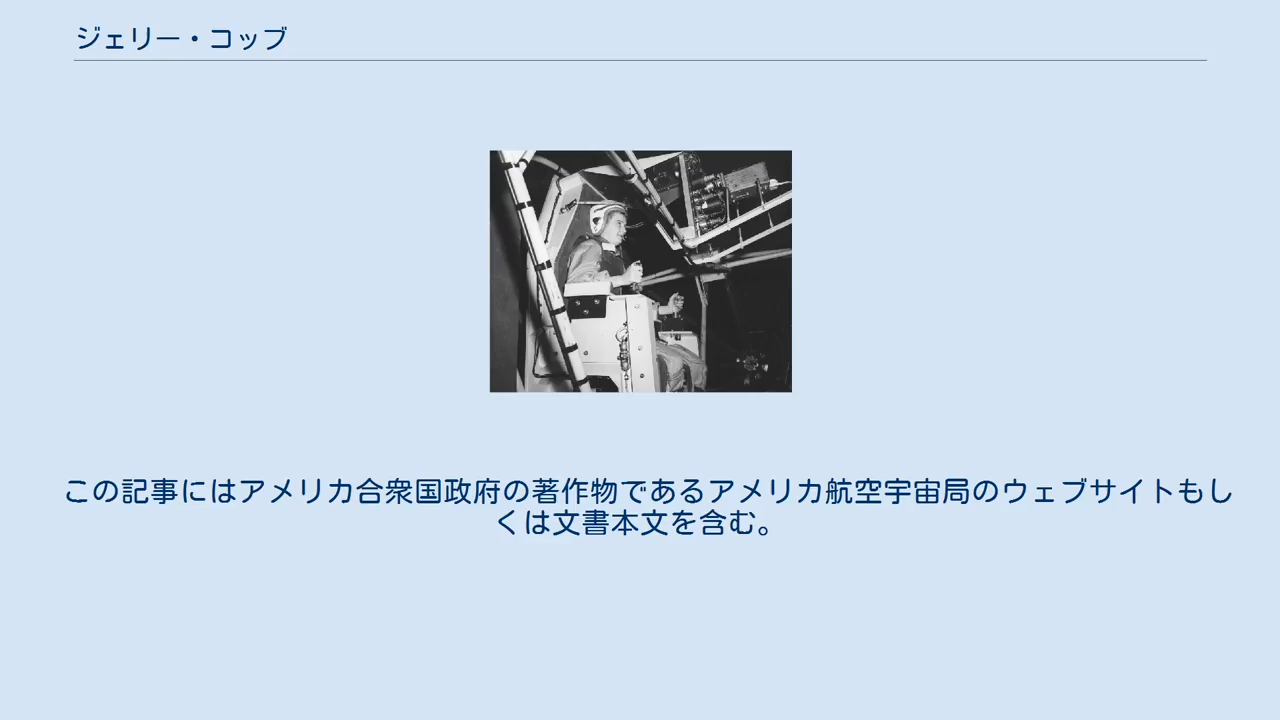 ジェリー・コッブ
この記事にはアメリカ合衆国政府の著作物であるアメリカ航空宇宙局のウェブサイトもし
くは文書本文を含む。